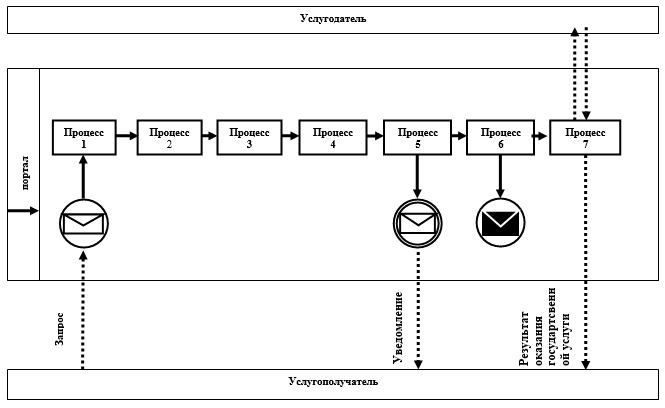 Услугодатель
портал
Процесс
1
Процесс
2
Процесс
3
Процесс
4
Процесс
5
Процесс
6
Процесс
7
Запрос
Уведомление
Результат
оказания
государтсвенн
ой услуги
Услугополучатель